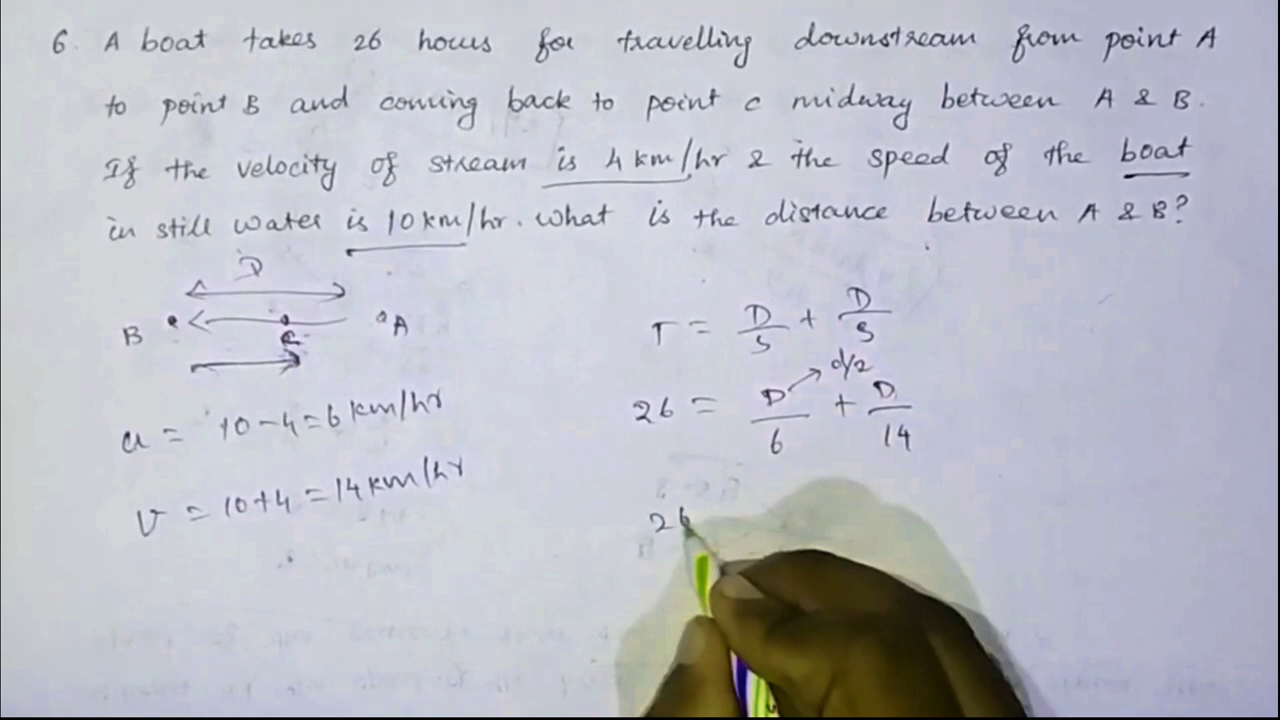 6. A boat takes 26 hours for travelling downstream from point A
to point B and coming back to point c midway between A & B.
If the velocity of stream is 4 km/hr & the speed of the boat
in still water is 10 km/hr. what is the distance between A & B?
D
B C A
u = 10-4=6 km/hr
v = 10+4=14 km/hr
T = D/S + D/S
d/2
26 = D/6 + D/14
26